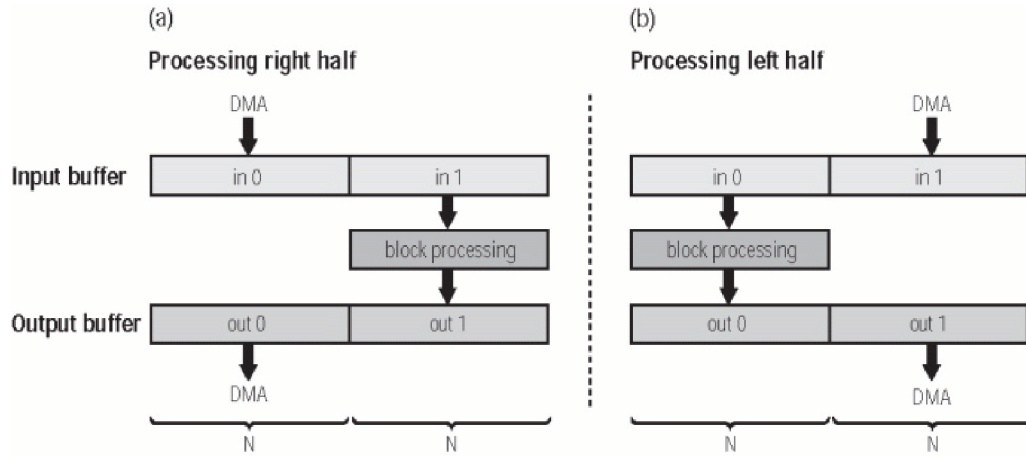 (a)
Processing right half
DMA
Input buffer
in 0
in 1
block processing
Output buffer
out 0
out 1
DMA
N
N
(b)
Processing left half
DMA
in 0
in 1
block processing
out 0
out 1
DMA
N
N